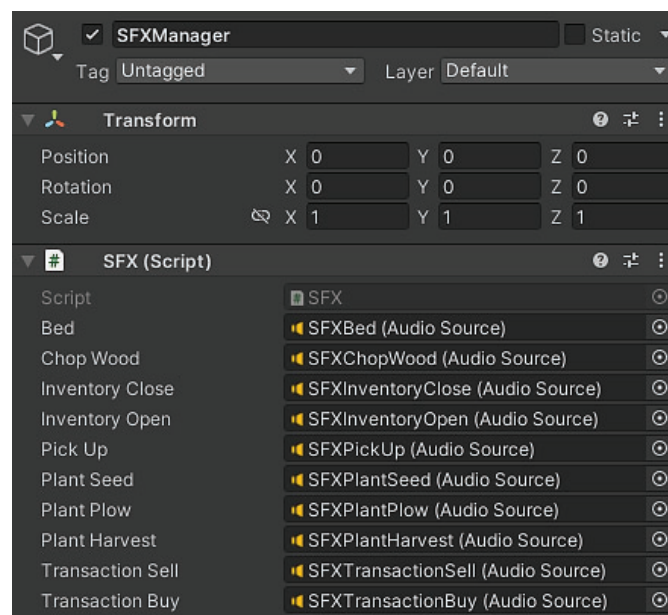 SFXManager Static
Tag Untagged Layer Default
Transform
Position X 0 Y 0 Z 0
Rotation X 0 Y 0 Z 0
Scale X 1 Y 1 Z 1
# SFX (Script)
Script # SFX
Bed SFXBed (Audio Source)
Chop Wood SFXChopWood (Audio Source)
Inventory Close SFXInventoryClose (Audio Source)
Inventory Open SFXInventoryOpen (Audio Source)
Pick Up SFXPickUp (Audio Source)
Plant Seed SFXPlantSeed (Audio Source)
Plant Plow SFXPlantPlow (Audio Source)
Plant Harvest SFXPlantHarvest (Audio Source)
Transaction Sell SFXTransactionSell (Audio Source)
Transaction Buy SFXTransactionBuy (Audio Source)